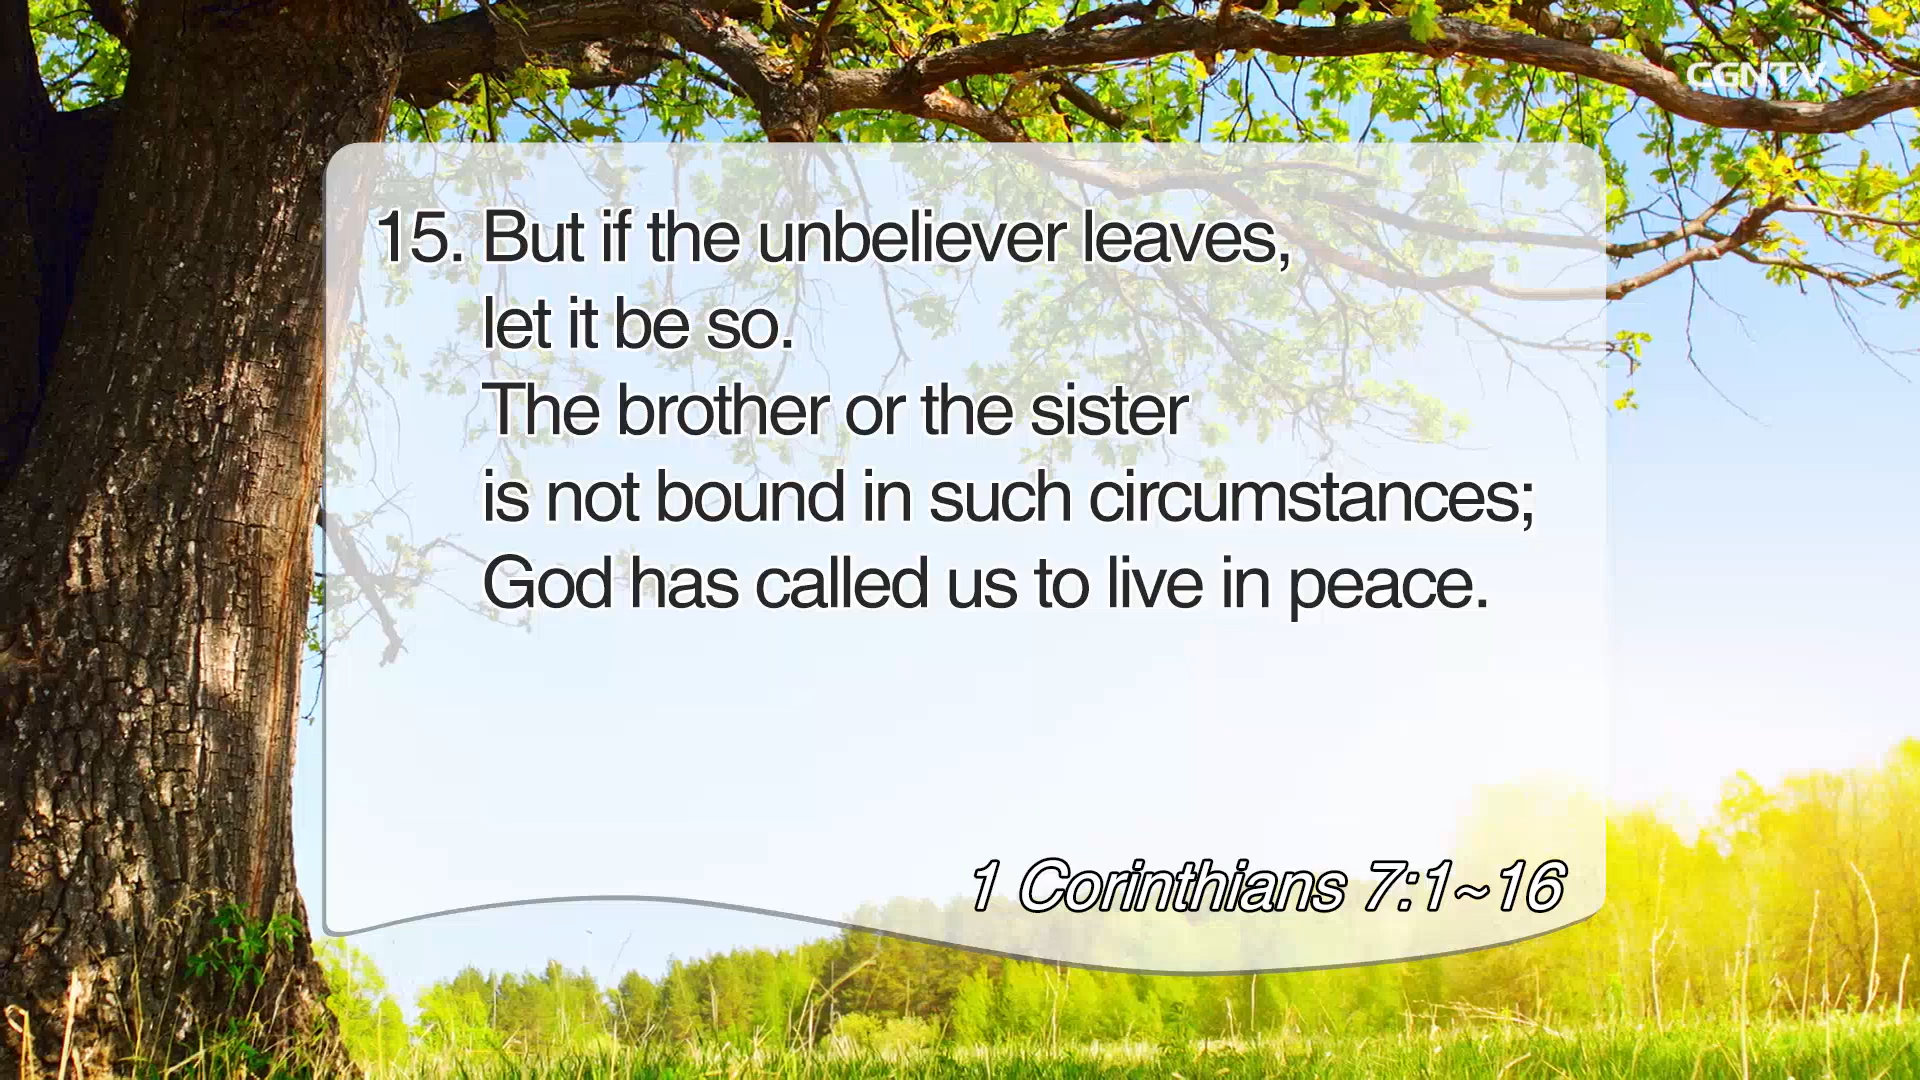 CGNTV
15. But if the unbeliever leaves,
let it be so.
The brother or the sister
is not bound in such circumstances;
God has called us to live in peace.
1 Corinthians 7:1~16